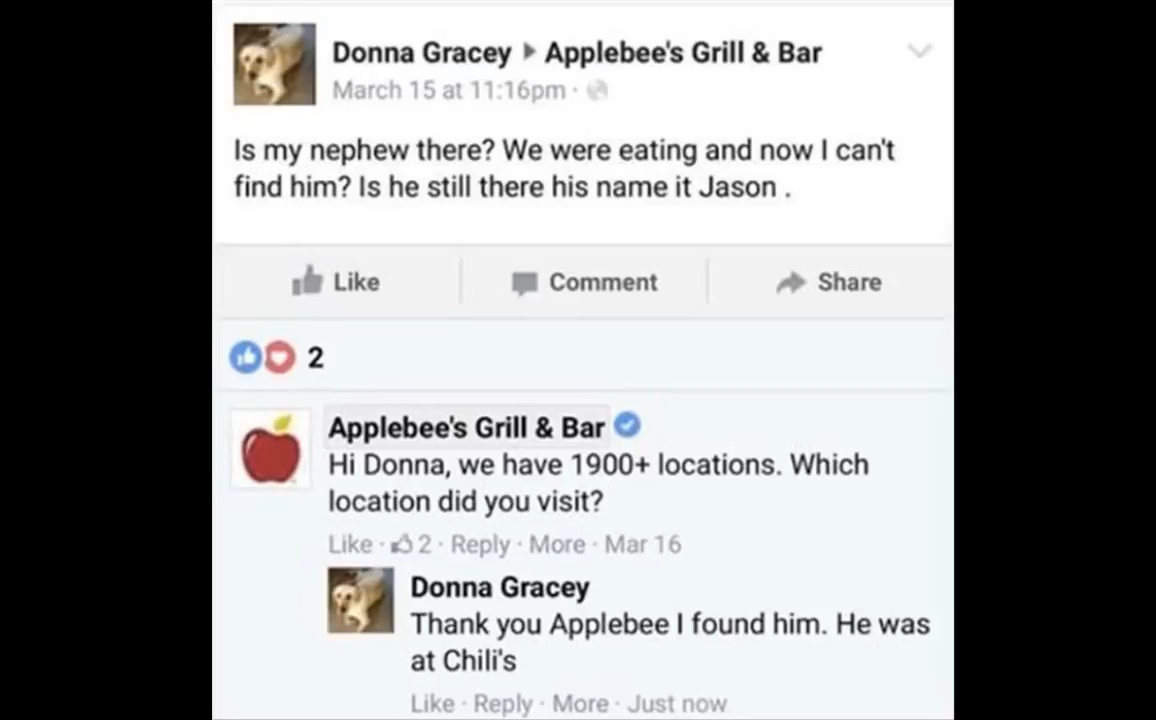 Donna Gracey ▸ Applebee's Grill & Bar
March 15 at 11:16pm ·
Is my nephew there? We were eating and now I can't
find him? Is he still there his name it Jason .
Like Comment Share
2
Applebee's Grill & Bar
Hi Donna, we have 1900+ locations. Which
location did you visit?
Like · 2 · Reply · More · Mar 16
Donna Gracey
Thank you Applebee I found him. He was
at Chili's
Like · Reply · More · Just now